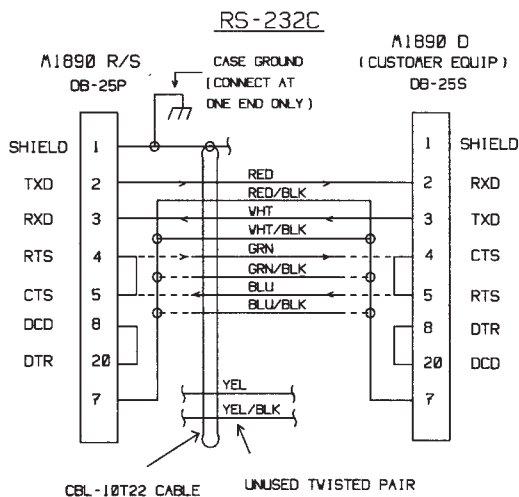 RS-232C
M1890 R/S
DB-25P
CASE GROUND
(CONNECT AT
ONE END ONLY)
M1890 D
(CUSTOMER EQUIP)
DB-25S
SHIELD 1 1 SHIELD
TXD 2 RED 2 RXD
RED/BLK
RXD 3 WHT 3 TXD
WHT/BLK
RTS 4 GRN 4 CTS
GRN/BLK
CTS 5 BLU 5 RTS
BLU/BLK
DCD 8 8 DTR
DTR 20 20 DCD
7 YEL 7
YEL/BLK
CBL-10T22 CABLE
UNUSED TWISTED PAIR